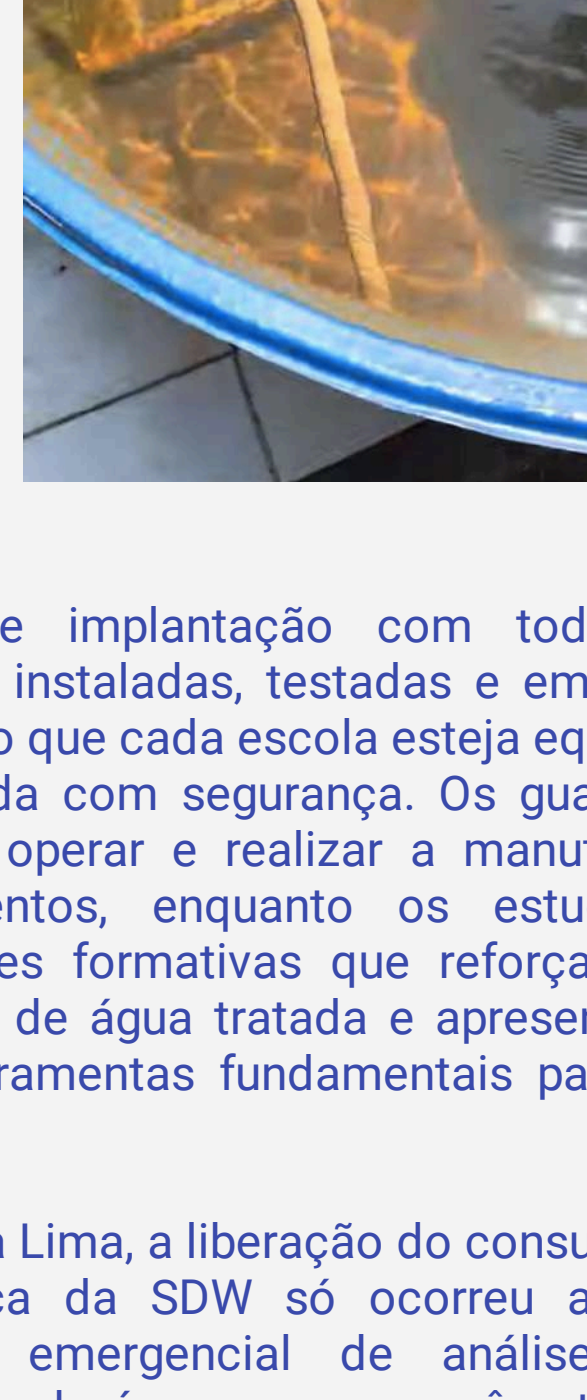 e implantação com tod
instaladas, testadas e em
o que cada escola esteja eq
da com segurança. Os gua
operar e realizar a manut
entos, enquanto os estu
es formativas que reforça
de água tratada e apresen
ramentas fundamentais pa
a Lima, a liberação do consu
ca da SDW só ocorreu a
emergencial de análise